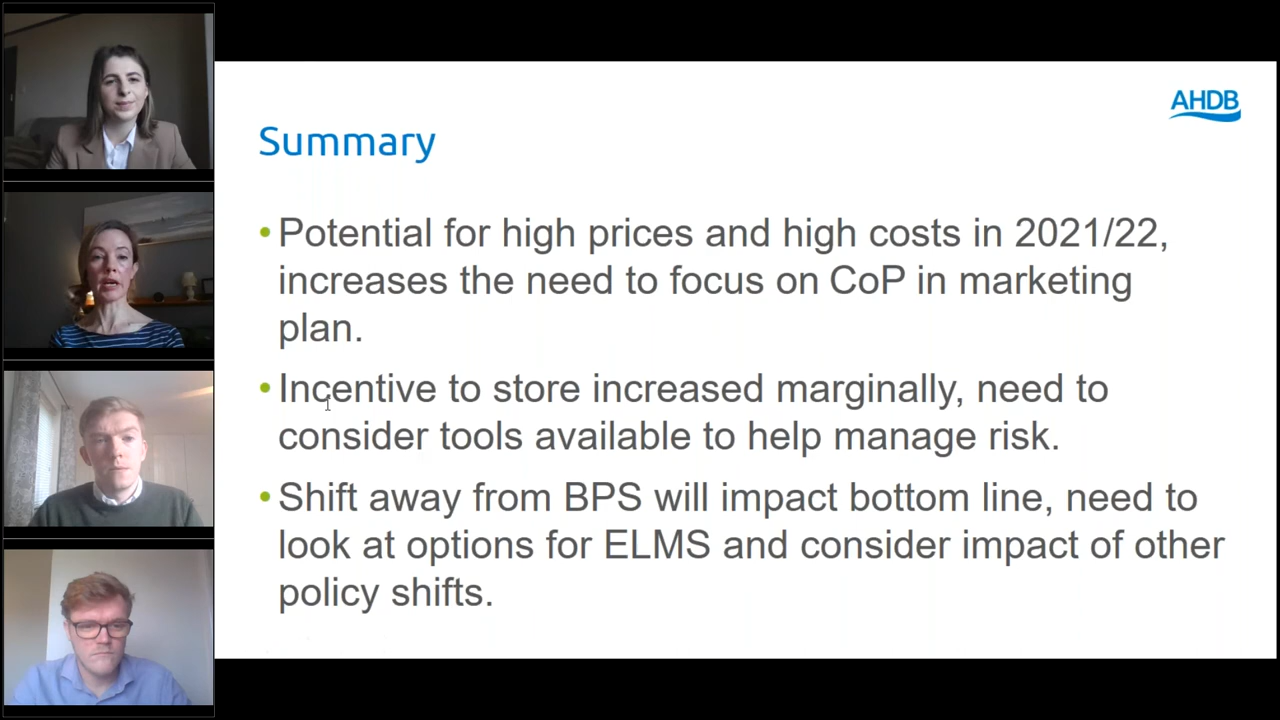 AHDB
Summary
• Potential for high prices and high costs in 2021/22,
increases the need to focus on CoP in marketing
plan.
• Incentive to store increased marginally, need to
consider tools available to help manage risk.
• Shift away from BPS will impact bottom line, need to
look at options for ELMS and consider impact of other
policy shifts.